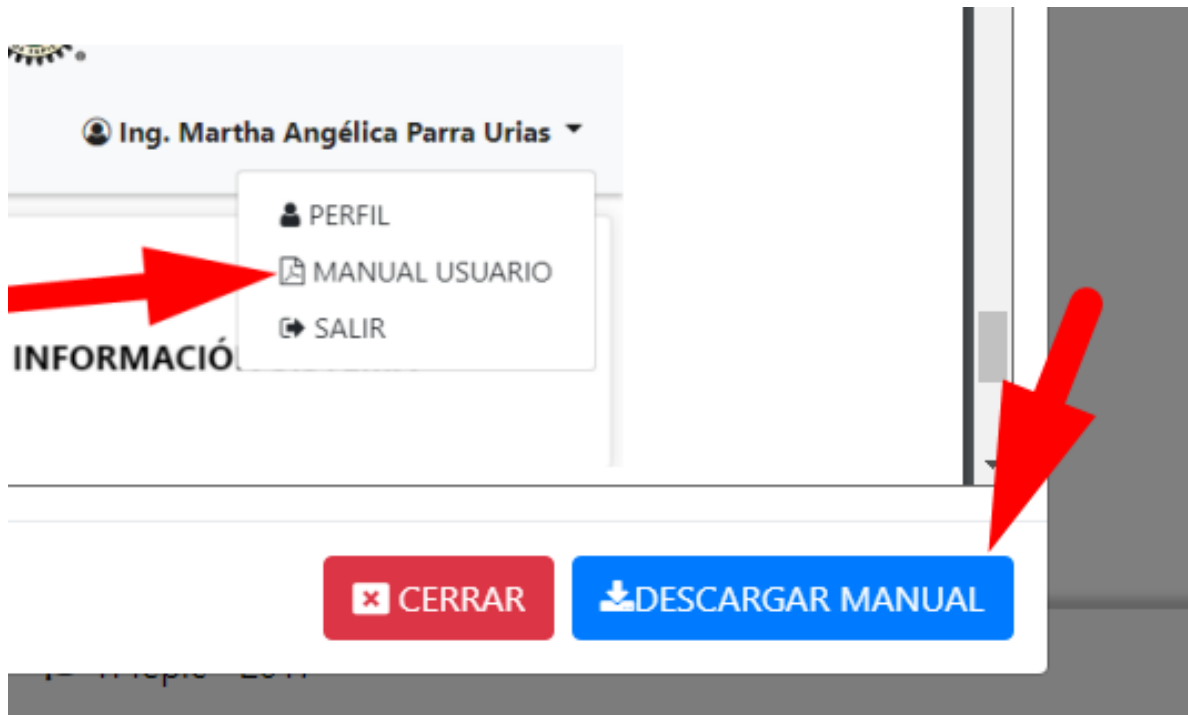 Ing. Martha Angélica Parra Urias
PERFIL
MANUAL USUARIO
SALIR
INFORMACIÓ
CERRAR
DESCARGAR MANUAL